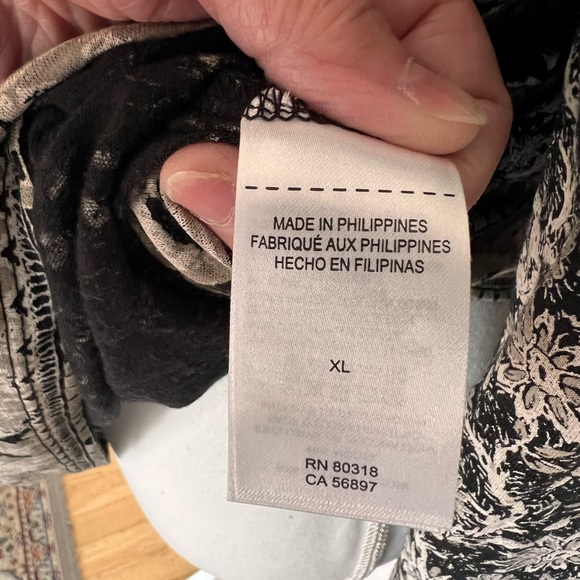 MADE IN PHILIPPINES
FABRIQUÉ AUX PHILIPPINES
HECHO EN FILIPINAS
XL
RN 80318
CA 56897